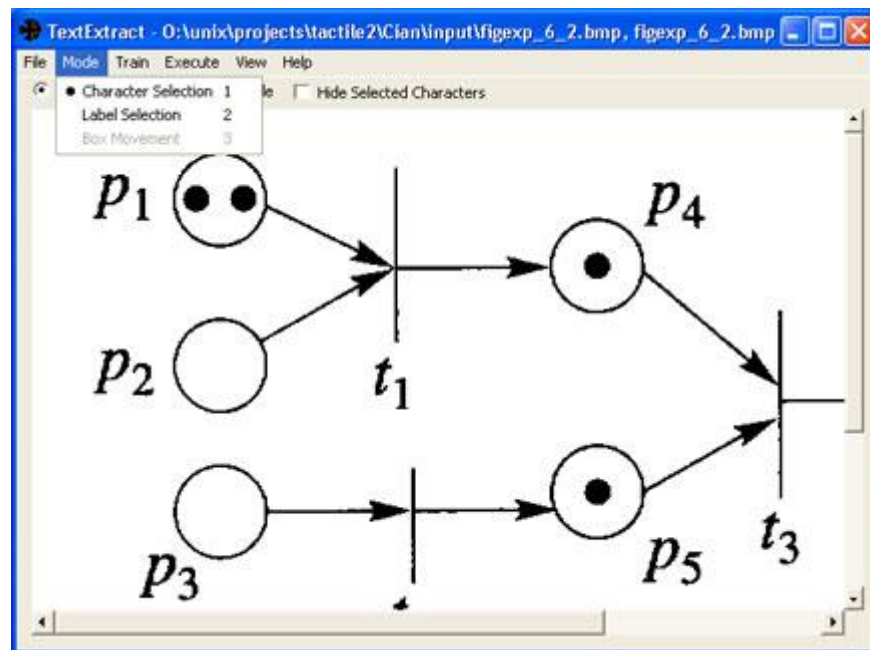 TextExtract - O:\unix\projects\tactile2\Cian\input\figexp_6_2.bmp, figexp_6_2.bmp
File Mode Train Execute View Help
Character Selection 1
Hide Selected Characters
Label Selection 2
Box Movement 3
p1
p4
p2
t1
p3
p5
t3